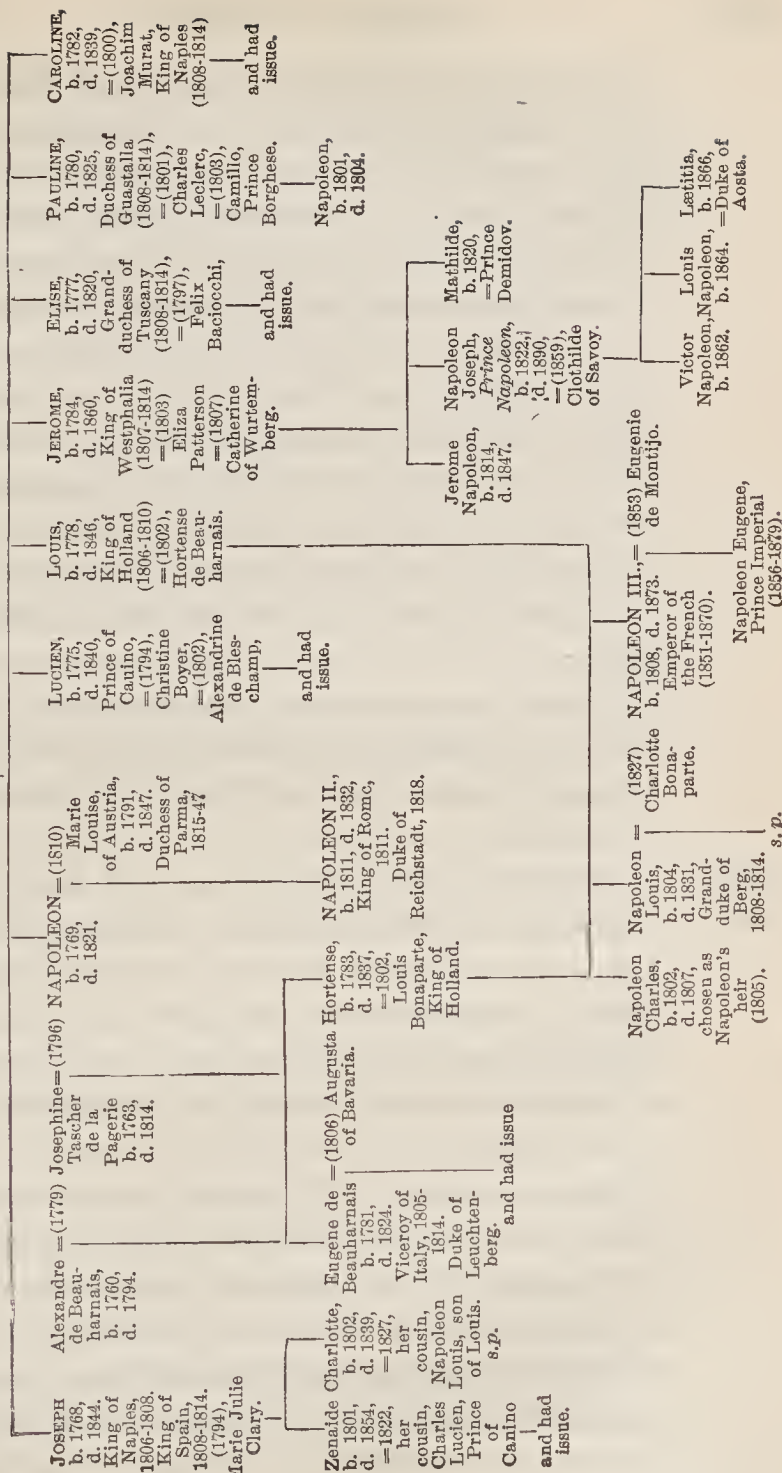 JOSEPH
b. 1768,
d. 1844.
King of
Naples,
1806-1808.
King of
Spain,
1808-1814.
(1794),
Marie Julie
Clary.
Alexandre =(1779) Josephine=(1796) NAPOLEON=(1810)
de Beau-
harnais,
b. 1760,
d. 1794.
Tascher
de la
Pagerie
b. 1763,
d. 1814.
b. 1769,
d. 1821.
Marie
Louise,
of Austria,
b. 1791,
d. 1847.
Duchess of
Parma,
1815-47
LUCIEN,
b. 1775,
d. 1840,
Prince of
Cauino,
=(1794),
Christine
Boyer,
=(1802),
Alexandrine
de Bles-
champ,
and had
issue.
LOUIS,
b. 1778,
d. 1846,
King of
Holland
(1806-1810)
=(1802),
Hortense
de Beau-
harnais.
JEROME,
b. 1784,
d. 1860,
King of
Westphalia
(1807-1814)
=(1803)
Eliza
Patterson
=(1807)
Catherine
of Wurtem-
berg.
ELISE,
b. 1777,
d. 1820,
Grand-
duchess of
Tuscany
(1808-1814),
=(1797),
Felix
Baciocchi,
and had
issue.
PAULINE,
b. 1780,
d. 1825,
Duchess of
Guastalla
(1808-1814),
=(1801),
Charles
Leclerc,
=(1803),
Camillo,
Prince
Borghese.
Napoleon,
b. 1801,
d. 1804.
CAROLINE,
b. 1782,
d. 1839,
=(1800),
Joachim
Murat,
King of
Naples
(1808-1814)
and had
issue.
Zenaide
b. 1801,
d. 1854,
=1822,
her
cousin,
Charles
Lucien,
Prince
of
Canino
and had
issue.
Charlotte,
b. 1802,
d. 1839,
=1827,
her
cousin,
Napoleon
Louis, son
of Louis.
s.p.
Eugene de =(1806) Augusta
Beauharnais of Bavaria.
b. 1781,
d. 1824.
Viceroy of
Italy, 1805-
1814.
Duke of
Leuchten-
berg.
and had issue
Hortense,
b. 1783,
d. 1837,
=1802,
Louis
Bonaparte,
King of
Holland.
NAPOLEON II.,
b. 1811, d. 1832,
King of Rome,
1811.
Duke of
Reichstadt, 1818.
Jerome
Napoleon,
b. 1814,
d. 1847.
Napoleon
Joseph,
Prince
Napoleon,
b. 1822,
d. 1890,
=(1859),
Clothilde
of Savoy.
Mathilde,
b. 1820,
=Prince
Demidov.
Napoleon
Charles,
b. 1802,
d. 1807,
chosen as
Napoleon's
heir
(1805).
Napoleon =
Louis,
b. 1804,
d. 1831,
Grand-
duke of
Berg,
1808-1814.
s. p.
(1827)
Charlotte
Bona-
parte.
NAPOLEON III.,= (1853) Eugenie
b. 1808, d. 1873. de Montijo.
Emperor of
the French
(1851-1870).
Napoleon Eugene,
Prince Imperial
(1856-1879).
Victor
Napoleon,
b. 1862.
Louis
Napoleon,
b. 1864.
Lætitia,
b. 1866,
=Duke of
Aosta.